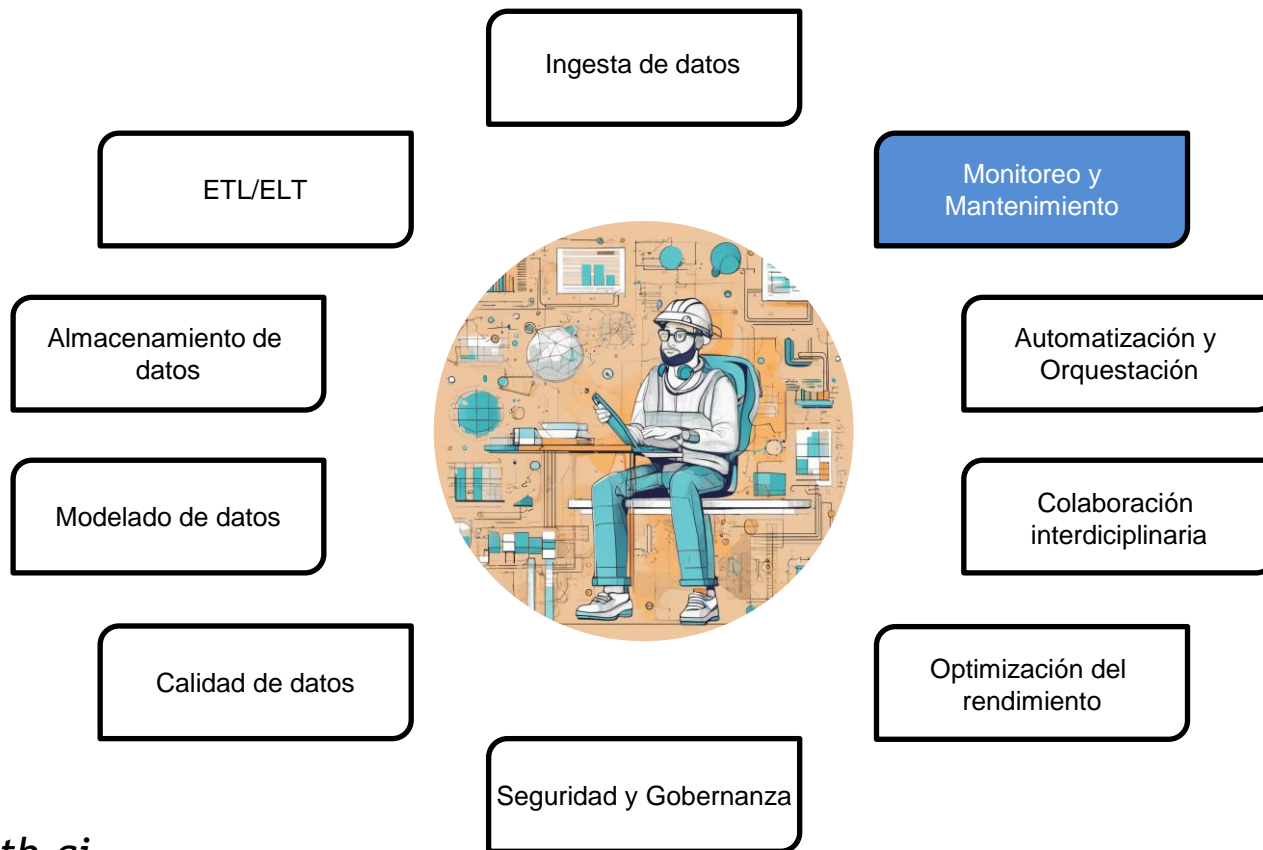 Ingesta de datos
ETL/ELT
Monitoreo y
Mantenimiento
Almacenamiento de
datos
Automatización y
Orquestación
Modelado de datos
Colaboración
interdiciplinaria
Calidad de datos
Optimización del
rendimiento
Seguridad y Gobernanza